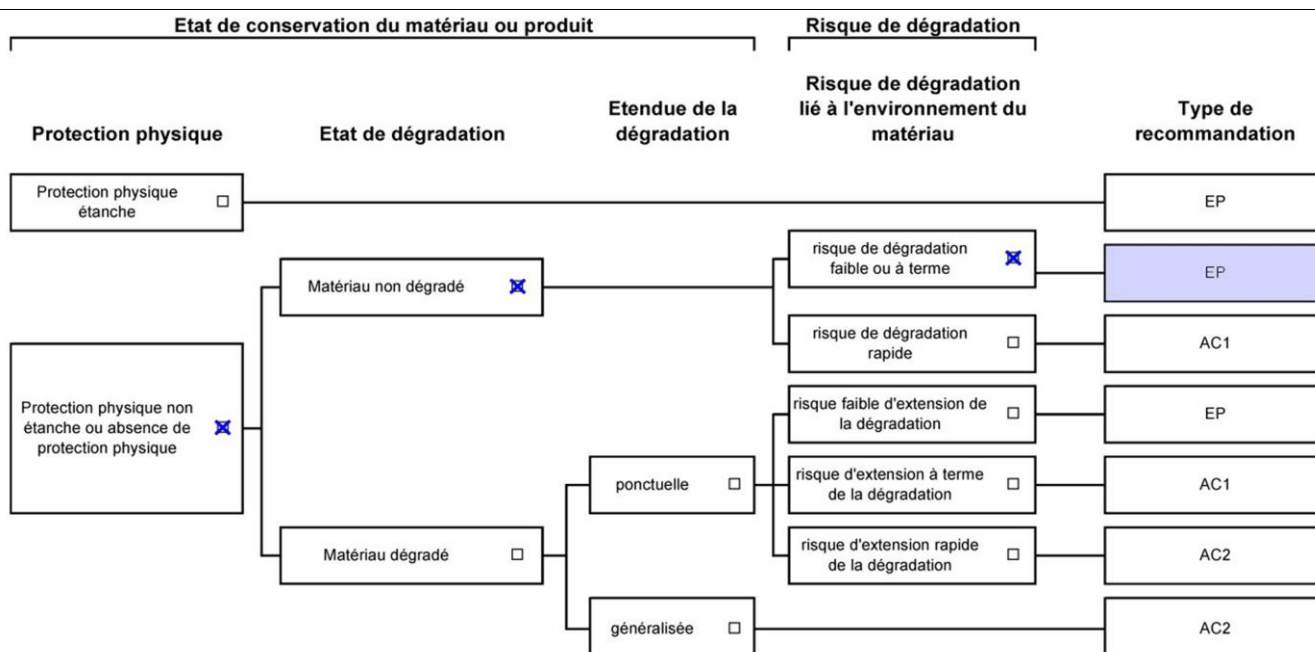 Etat de conservation du matériau ou produit
Risque de dégradation
Protection physique
Etat de dégradation
Etendue de la
dégradation
Risque de dégradation
lié à l'environnement du
matériau
Type de
recommandation
Protection physique
étanche
EP
Protection physique non
étanche ou absence de
protection physique
Matériau non dégradé
risque de dégradation
faible ou à terme
EP
risque de dégradation
rapide
AC1
Matériau dégradé
ponctuelle
risque faible d'extension de
la dégradation
EP
risque d'extension à terme
de la dégradation
AC1
risque d'extension rapide
de la dégradation
AC2
généralisée
AC2